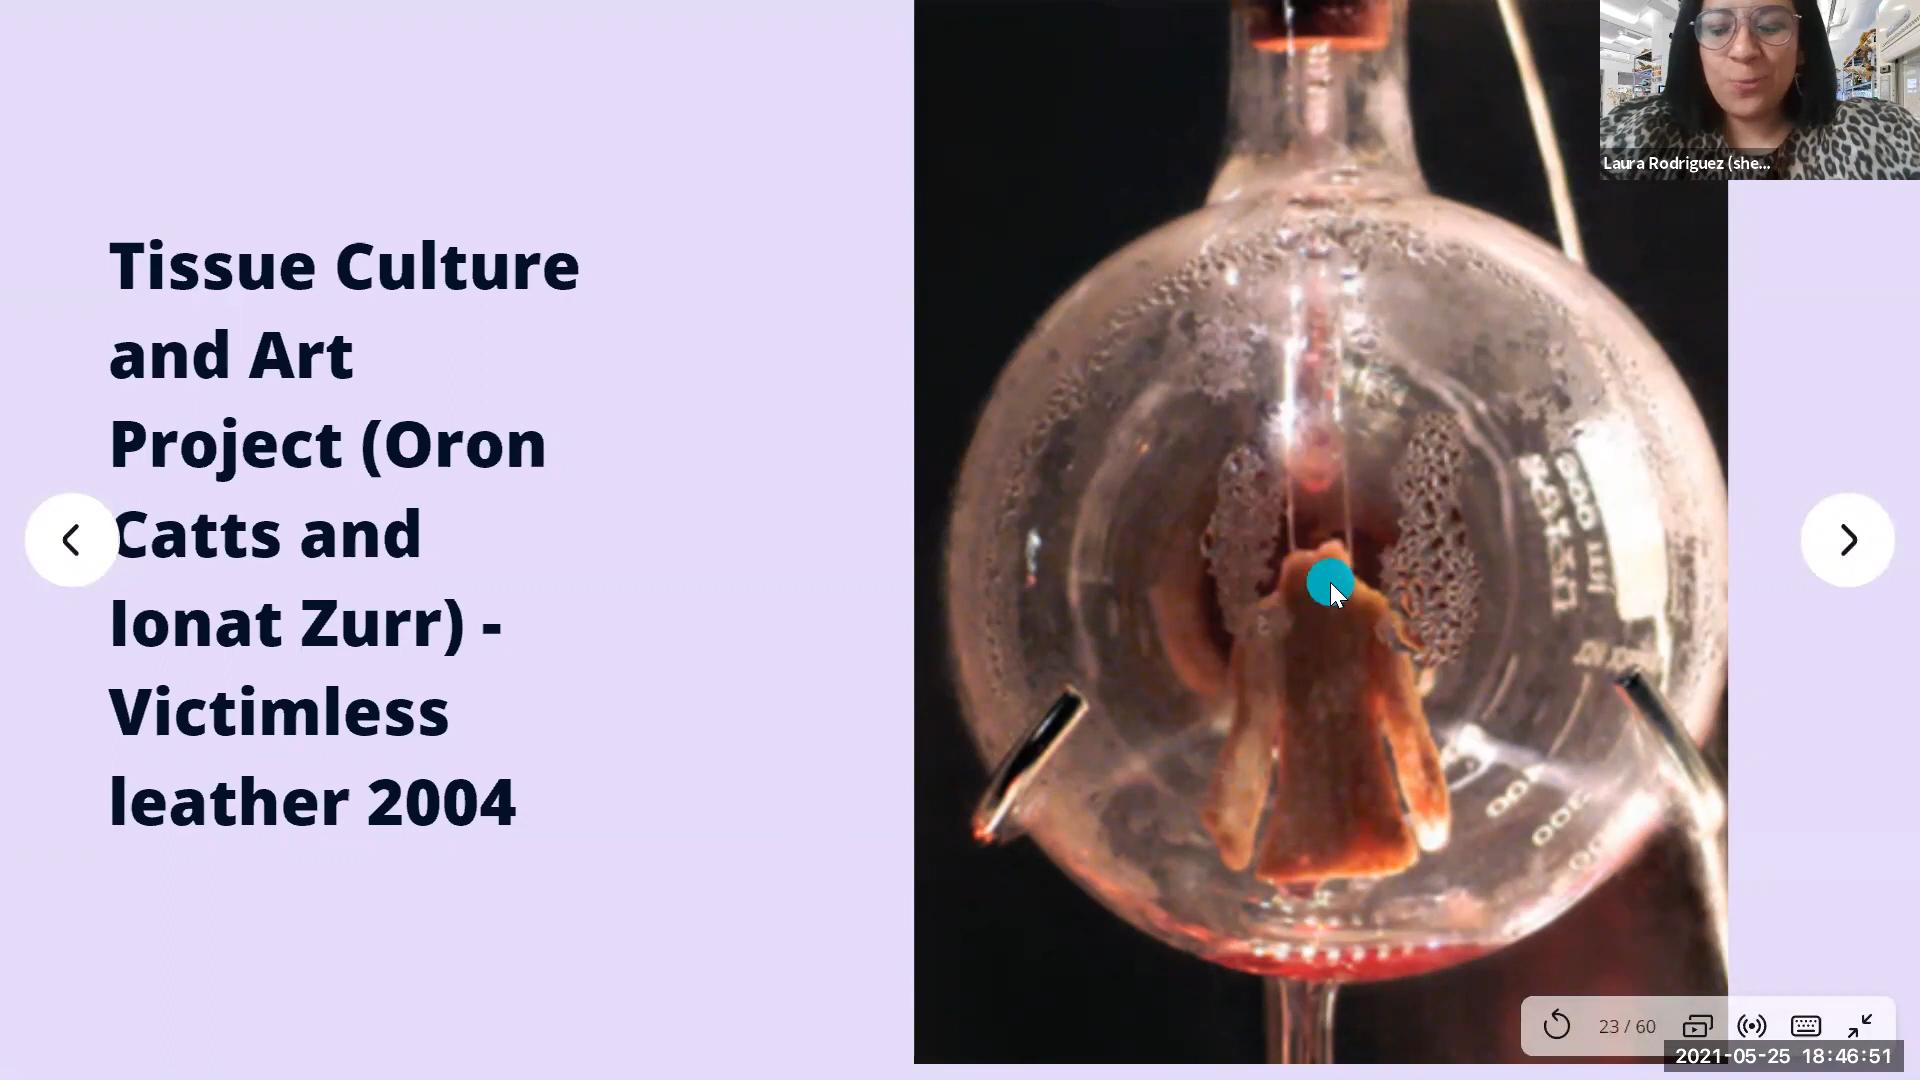 Tissue Culture
and Art
Project (Oron
Catts and
Ionat Zurr) -
Victimless
leather 2004
Laura Rodriguez (she...
23 / 60
2021-05-25 18:46:51